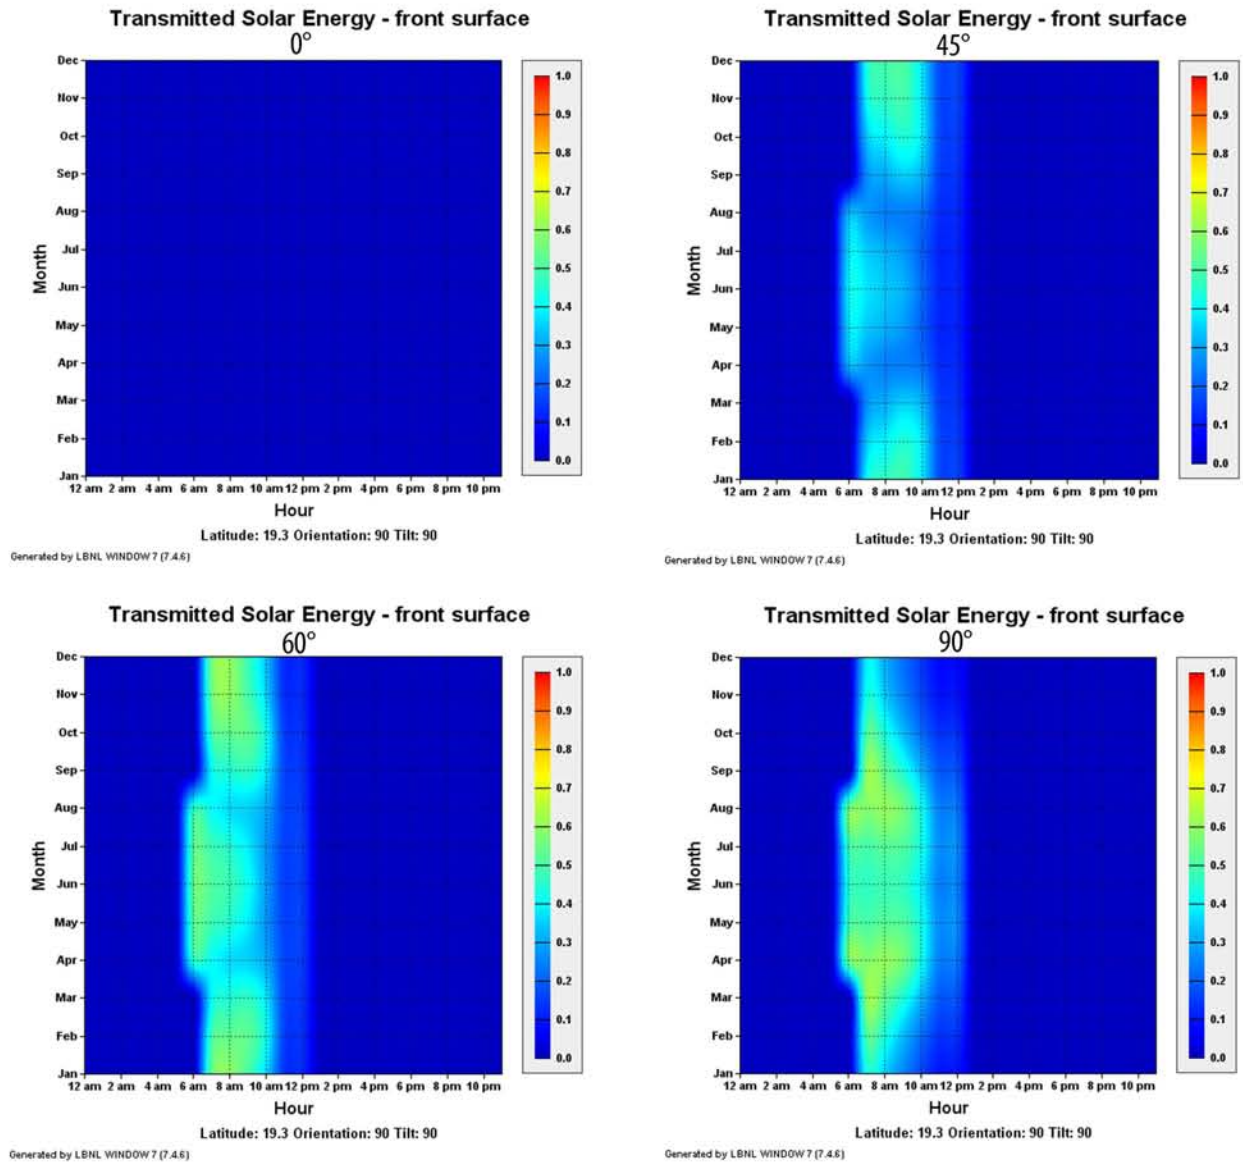 Transmitted Solar Energy - front surface
0°
Dec
Nov
Oct
Sep
Aug
Jul
Jun
May
Apr
Mar
Feb
Jan
Month
12 am 2 am 4 am 6 am 8 am 10 am 12 pm 2 pm 4 pm 6 pm 8 pm 10 pm
Hour
1.0
0.9
0.8
0.7
0.6
0.5
0.4
0.3
0.2
0.1
0.0
Latitude: 19.3 Orientation: 90 Tilt: 90
Generated by LBNL WINDOW 7 (7.4.6)
Transmitted Solar Energy - front surface
45°
Dec
Nov
Oct
Sep
Aug
Jul
Jun
May
Apr
Mar
Feb
Jan
Month
12 am 2 am 4 am 6 am 8 am 10 am 12 pm 2 pm 4 pm 6 pm 8 pm 10 pm
Hour
1.0
0.9
0.8
0.7
0.6
0.5
0.4
0.3
0.2
0.1
0.0
Latitude: 19.3 Orientation: 90 Tilt: 90
Generated by LBNL WINDOW 7 (7.4.6)
Transmitted Solar Energy - front surface
60°
Dec
Nov
Oct
Sep
Aug
Jul
Jun
May
Apr
Mar
Feb
Jan
Month
12 am 2 am 4 am 6 am 8 am 10 am 12 pm 2 pm 4 pm 6 pm 8 pm 10 pm
Hour
1.0
0.9
0.8
0.7
0.6
0.5
0.4
0.3
0.2
0.1
0.0
Latitude: 19.3 Orientation: 90 Tilt: 90
Generated by LBNL WINDOW 7 (7.4.6)
Transmitted Solar Energy - front surface
90°
Dec
Nov
Oct
Sep
Aug
Jul
Jun
May
Apr
Mar
Feb
Jan
Month
12 am 2 am 4 am 6 am 8 am 10 am 12 pm 2 pm 4 pm 6 pm 8 pm 10 pm
Hour
1.0
0.9
0.8
0.7
0.6
0.5
0.4
0.3
0.2
0.1
0.0
Latitude: 19.3 Orientation: 90 Tilt: 90
Generated by LBNL WINDOW 7 (7.4.6)